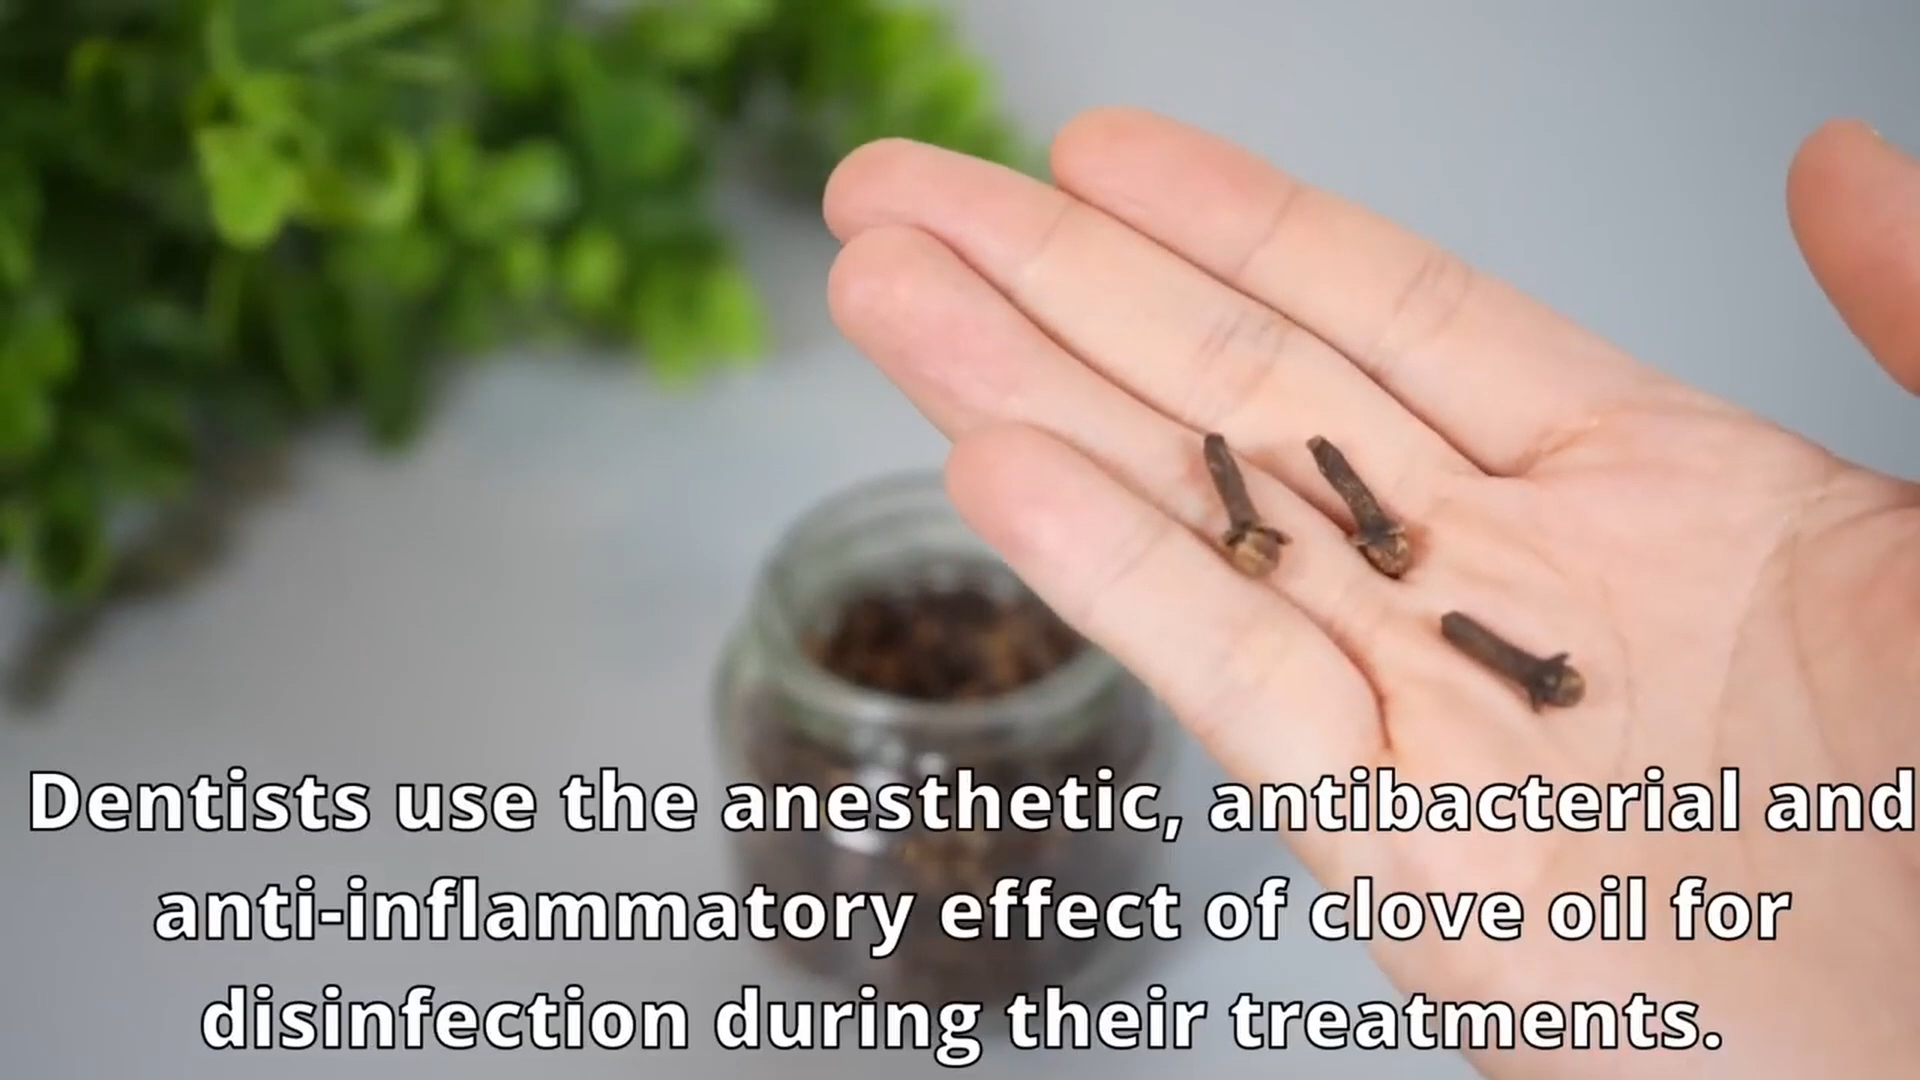 Dentists use the anesthetic, antibacterial and
anti-inflammatory effect of clove oil for
disinfection during their treatments.